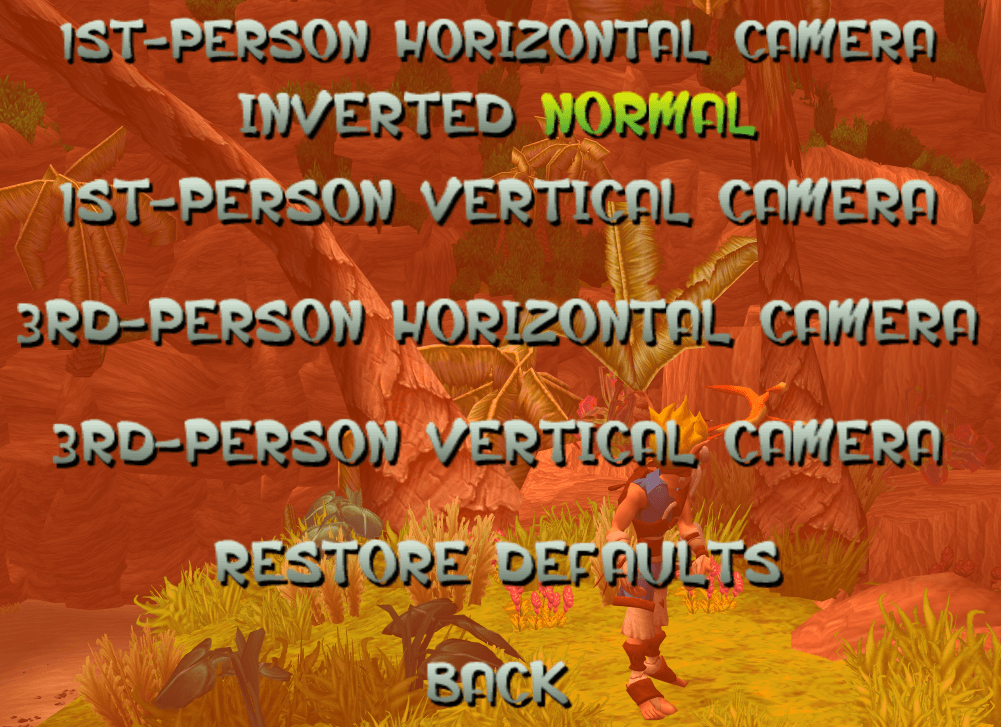 1ST-PERSON HORIZONTAL CAMERA
INVERTED NORMAL
1ST-PERSON VERTICAL CAMERA
3RD-PERSON HORIZONTAL CAMERA
3RD-PERSON VERTICAL CAMERA
RESTORE DEFAULTS
BACK